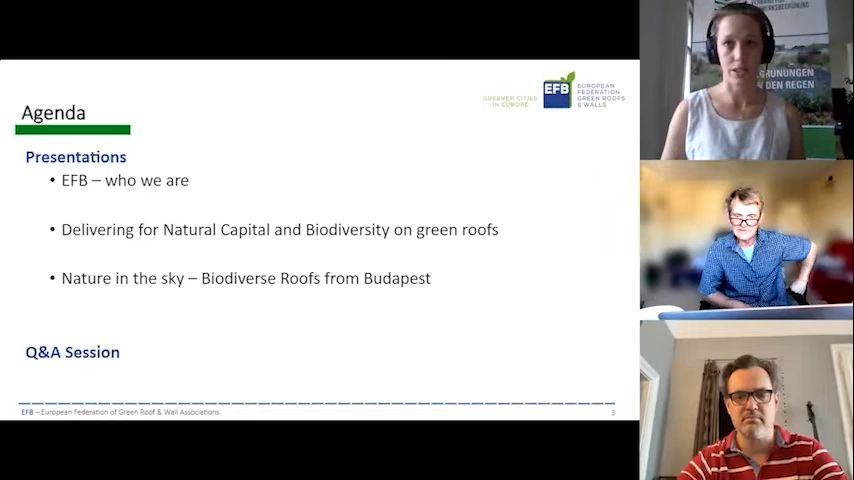 Agenda
GREENER CITIES
IN EUROPE
EFB
EUROPEAN
FEDERATION
GREEN ROOFS
& WALLS
Presentations
• EFB – who we are
• Delivering for Natural Capital and Biodiversity on green roofs
• Nature in the sky – Biodiverse Roofs from Budapest
Q&A Session
EFB – European Federation of Green Roof & Wall Associations
3
DEN REGEN